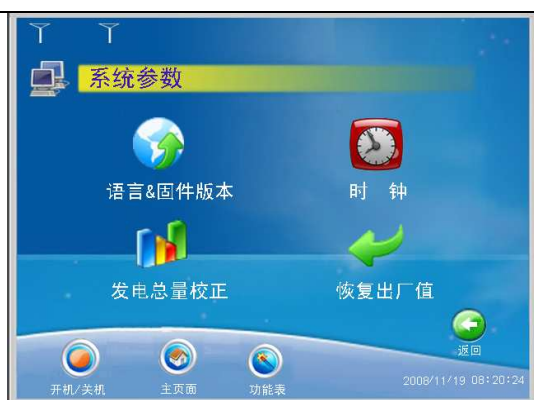 系统参数
语言&固件版本
时 钟
发电总量校正
恢复出厂值
返回
开机/关机
主页面
功能表
2008/11/19 08:20:24